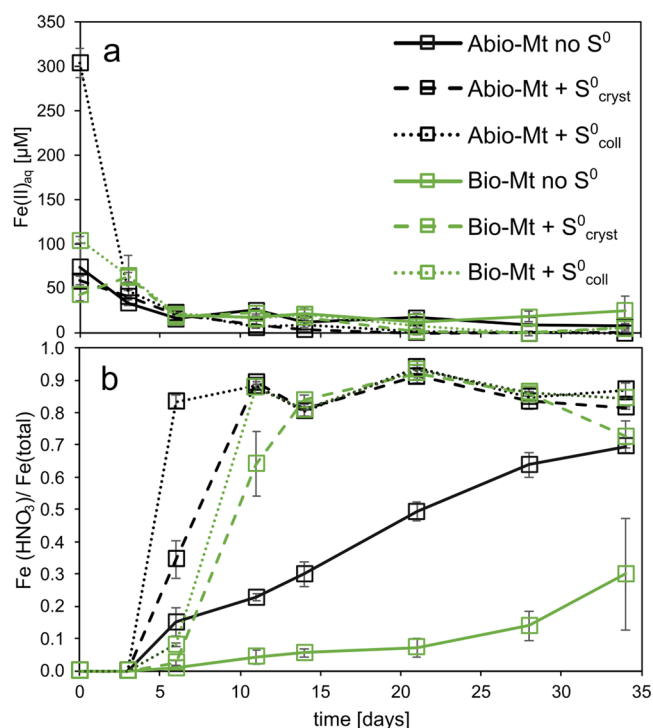 a
Fe(II)aq [µM]
350
300
250
200
150
100
50
0
Abio-Mt no S⁰
Abio-Mt + S⁰cryst
Abio-Mt + S⁰coll
Bio-Mt no S⁰
Bio-Mt + S⁰cryst
Bio-Mt + S⁰coll
b
Fe (HNO₃)/ Fe(total)
1.0
0.9
0.8
0.7
0.6
0.5
0.4
0.3
0.2
0.1
0.0
0 5 10 15 20 25 30 35
time [days]